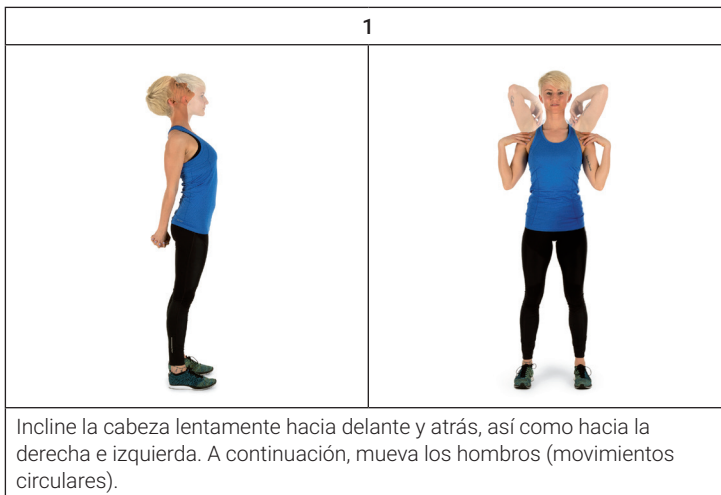 1
Incline la cabeza lentamente hacia delante y atrás, así como hacia la
derecha e izquierda. A continuación, mueva los hombros (movimientos
circulares).